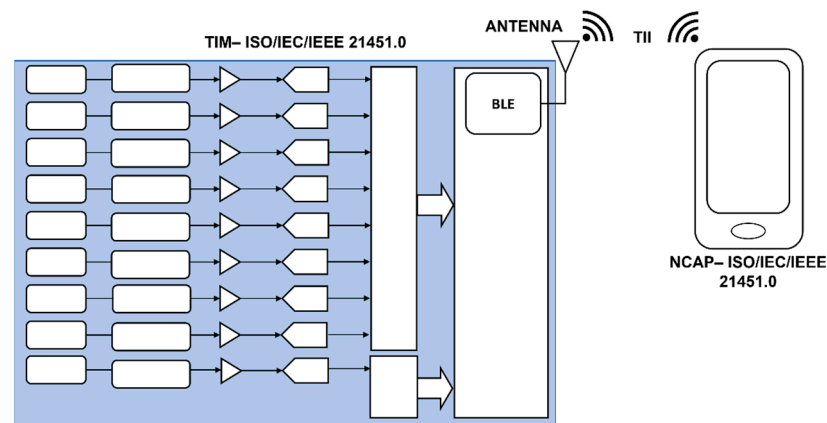 TIM– ISO/IEC/IEEE 21451.0
ANTENNA
TII
BLE
NCAP– ISO/IEC/IEEE
21451.0